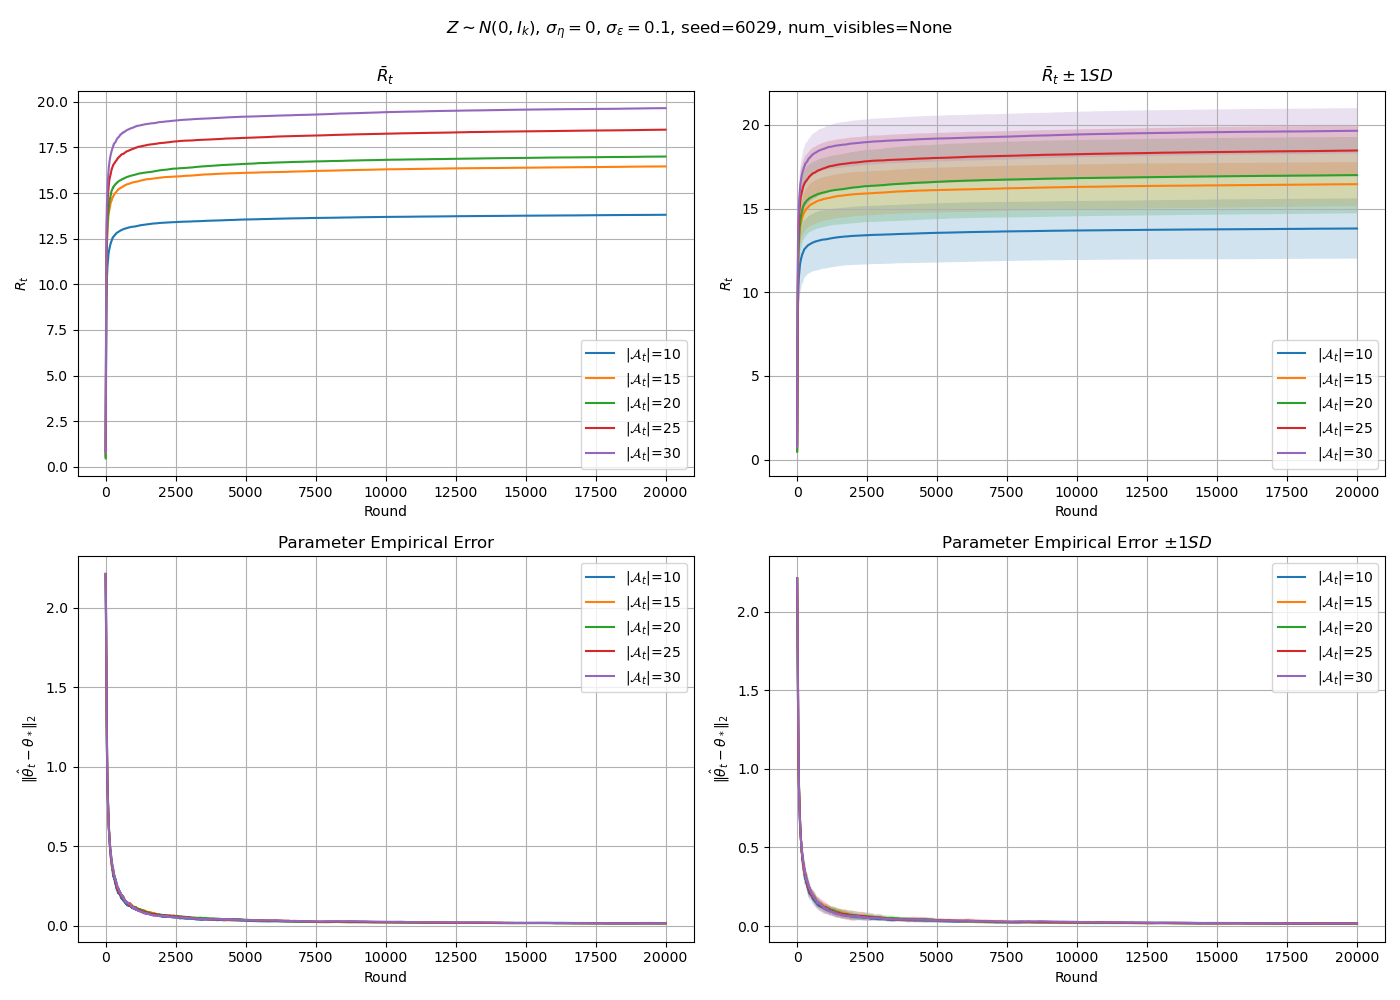 Z ∼ N(0, I_k), σ_η = 0, σ_ε = 0.1, seed=6029, num_visibles=None
R̄_t
20.0
17.5
15.0
12.5
10.0
7.5
5.0
2.5
0.0
R_t
0 2500 5000 7500 10000 12500 15000 17500 20000
Round
|𝒜_t|=10
|𝒜_t|=15
|𝒜_t|=20
|𝒜_t|=25
|𝒜_t|=30
R̄_t ± 1SD
20
15
10
5
0
R_t
0 2500 5000 7500 10000 12500 15000 17500 20000
Round
|𝒜_t|=10
|𝒜_t|=15
|𝒜_t|=20
|𝒜_t|=25
|𝒜_t|=30
Parameter Empirical Error
2.0
1.5
1.0
0.5
0.0
‖θ̂_t − θ_*‖_2
0 2500 5000 7500 10000 12500 15000 17500 20000
Round
|𝒜_t|=10
|𝒜_t|=15
|𝒜_t|=20
|𝒜_t|=25
|𝒜_t|=30
Parameter Empirical Error ±1SD
2.0
1.5
1.0
0.5
0.0
‖θ̂_t − θ_*‖_2
0 2500 5000 7500 10000 12500 15000 17500 20000
Round
|𝒜_t|=10
|𝒜_t|=15
|𝒜_t|=20
|𝒜_t|=25
|𝒜_t|=30